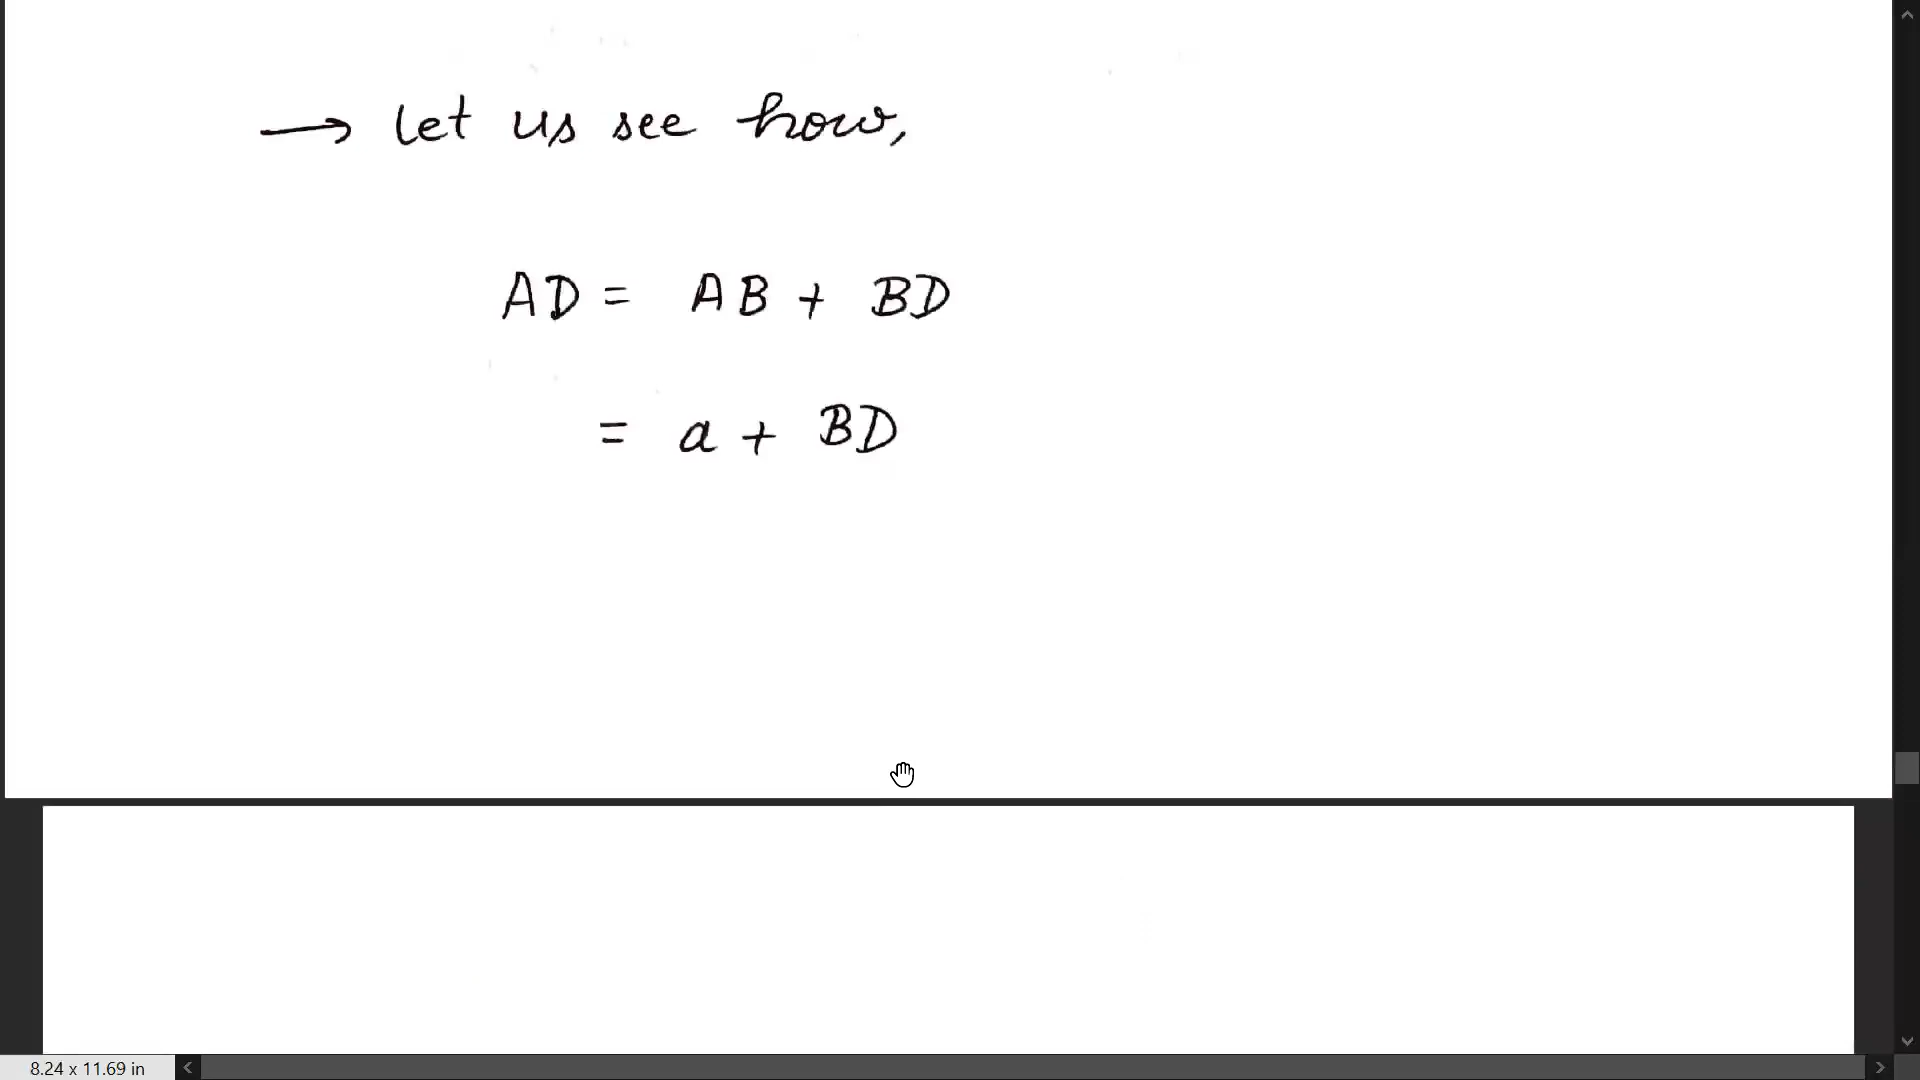 → Let us see how,
AD = AB + BD
= a + BD
8.24 x 11.69 in